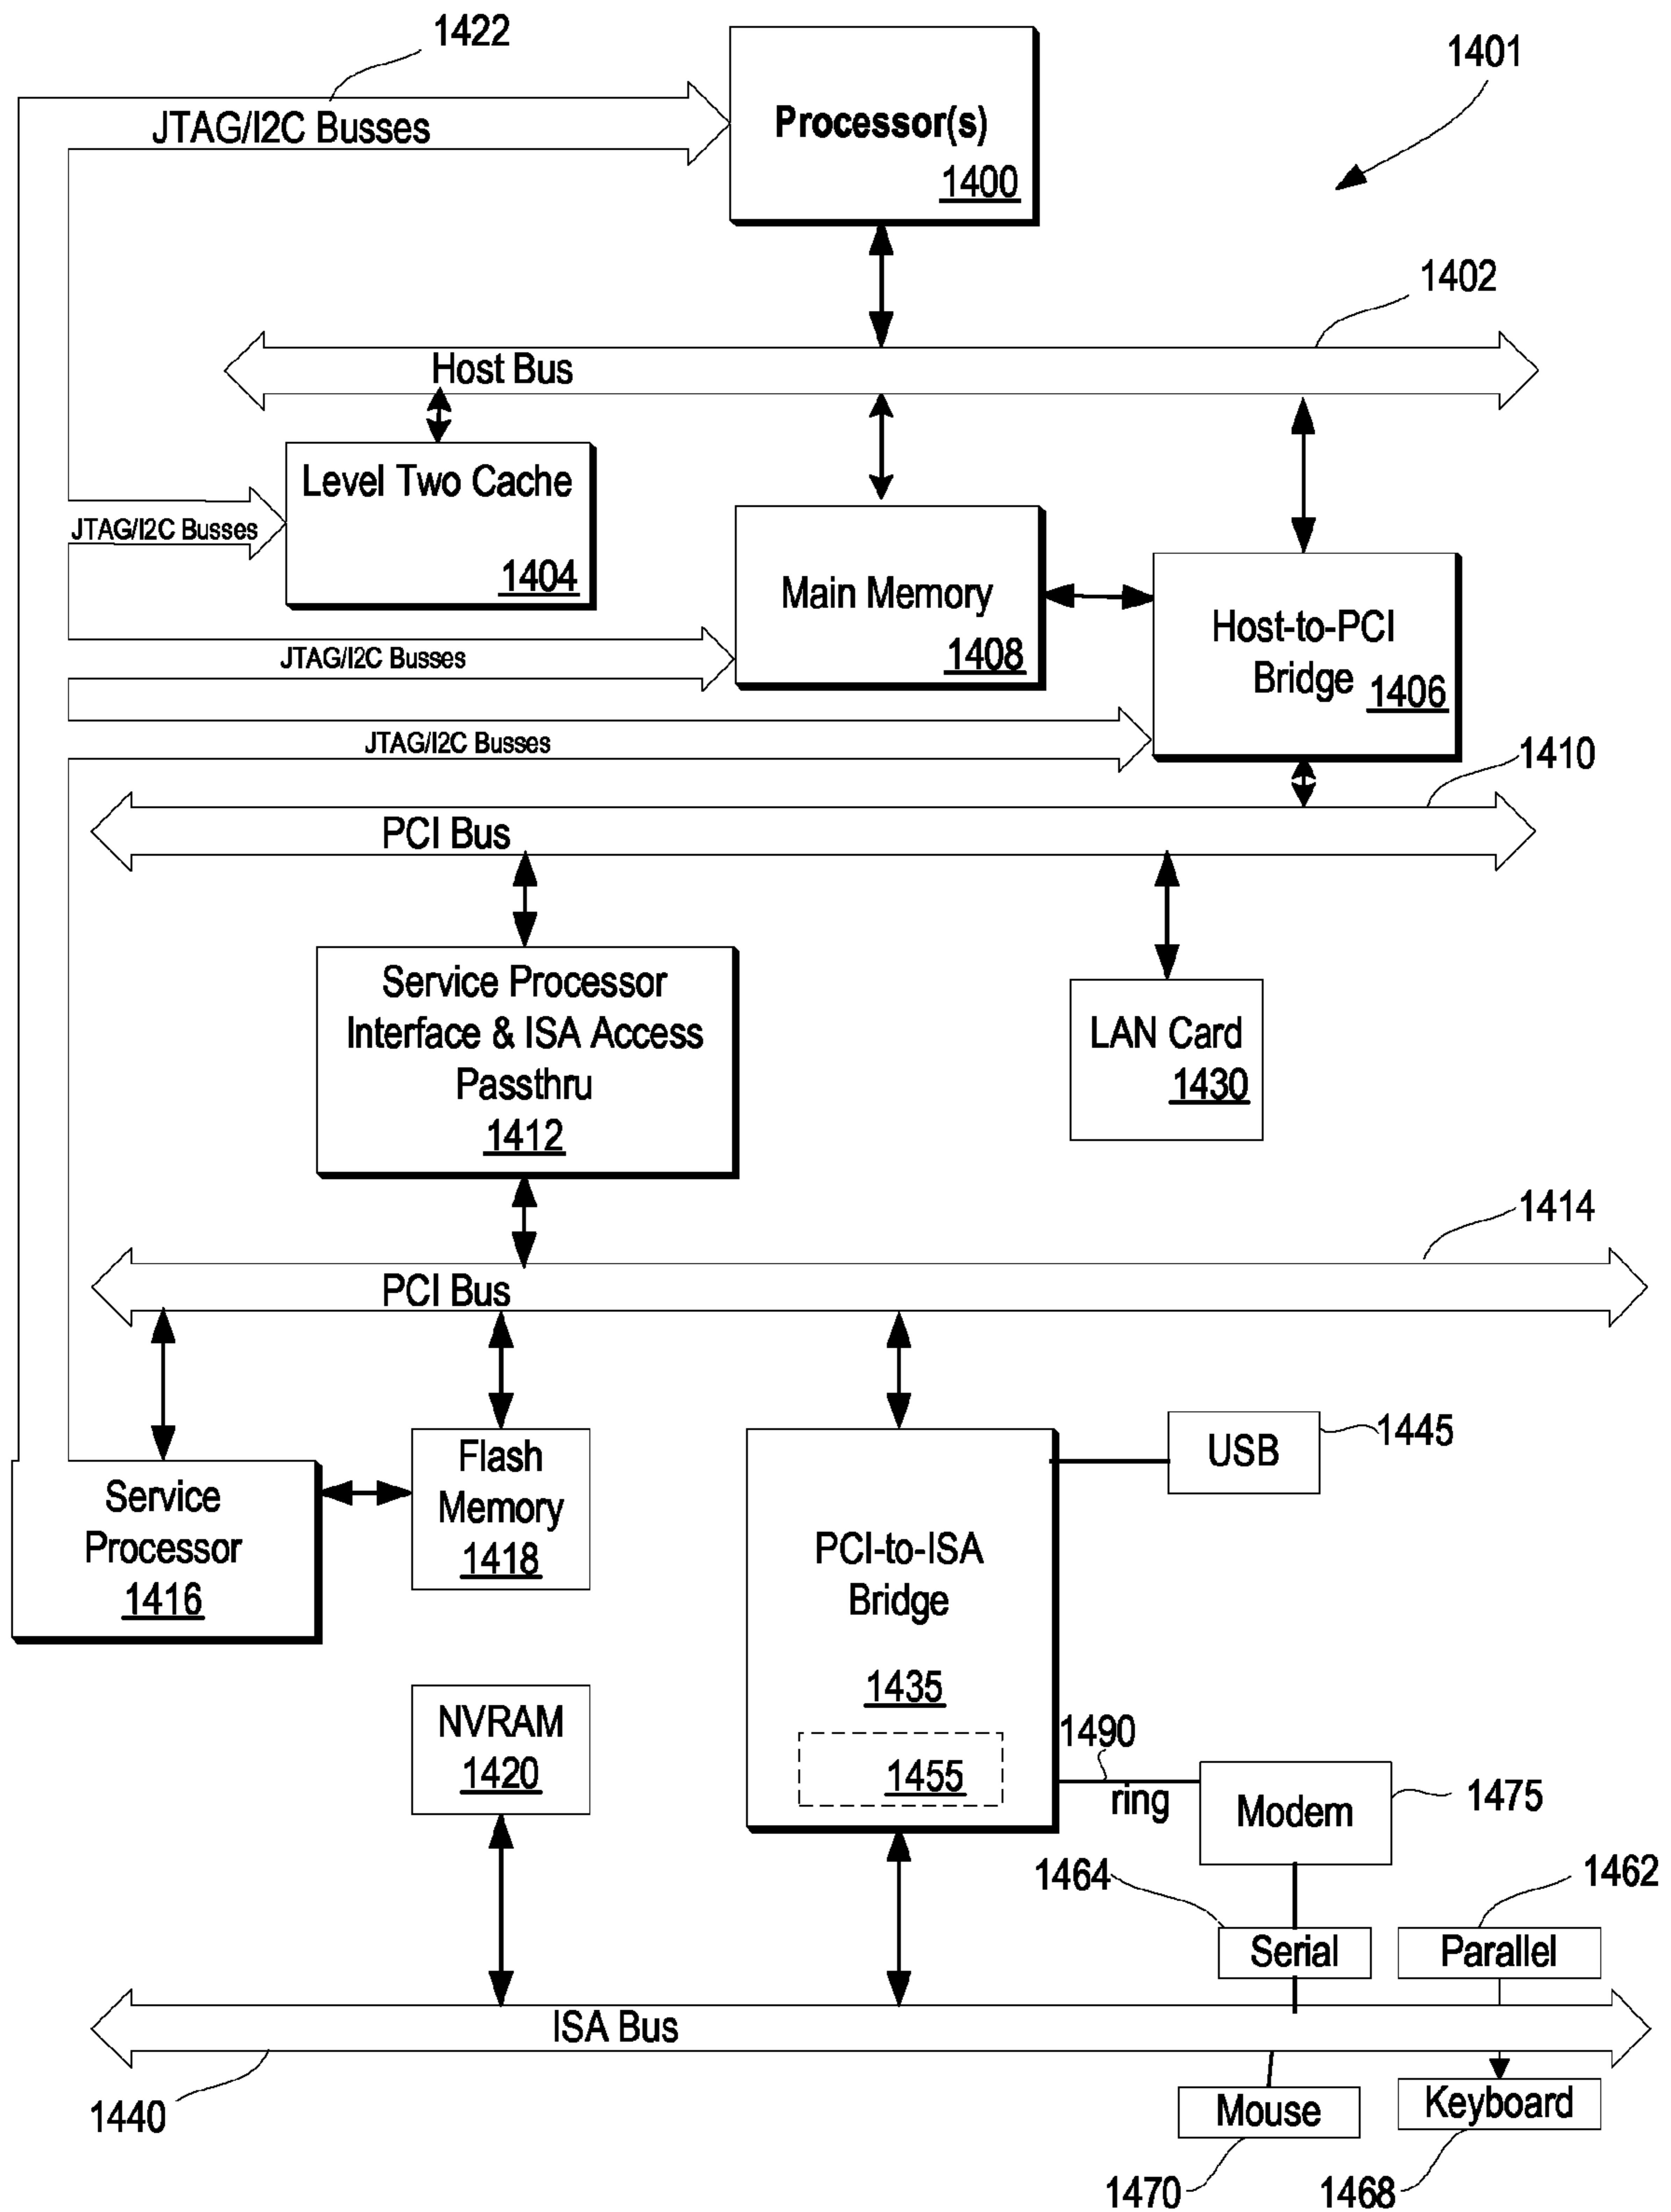 1422
JTAG/I2C Busses
Processor(s)
1400
1401
1402
Host Bus
Level Two Cache
1404
JTAG/I2C Busses
Main Memory
1408
Host-to-PCI
Bridge 1406
JTAG/I2C Busses
JTAG/I2C Busses
1410
PCI Bus
Service Processor
Interface & ISA Access
Passthru
1412
LAN Card
1430
1414
PCI Bus
Service
Processor
1416
Flash
Memory
1418
PCI-to-ISA
Bridge
1435
1455
USB
1445
NVRAM
1420
1490
ring
Modem
1475
1464
1462
Serial
Parallel
ISA Bus
1440
Mouse
Keyboard
1470
1468